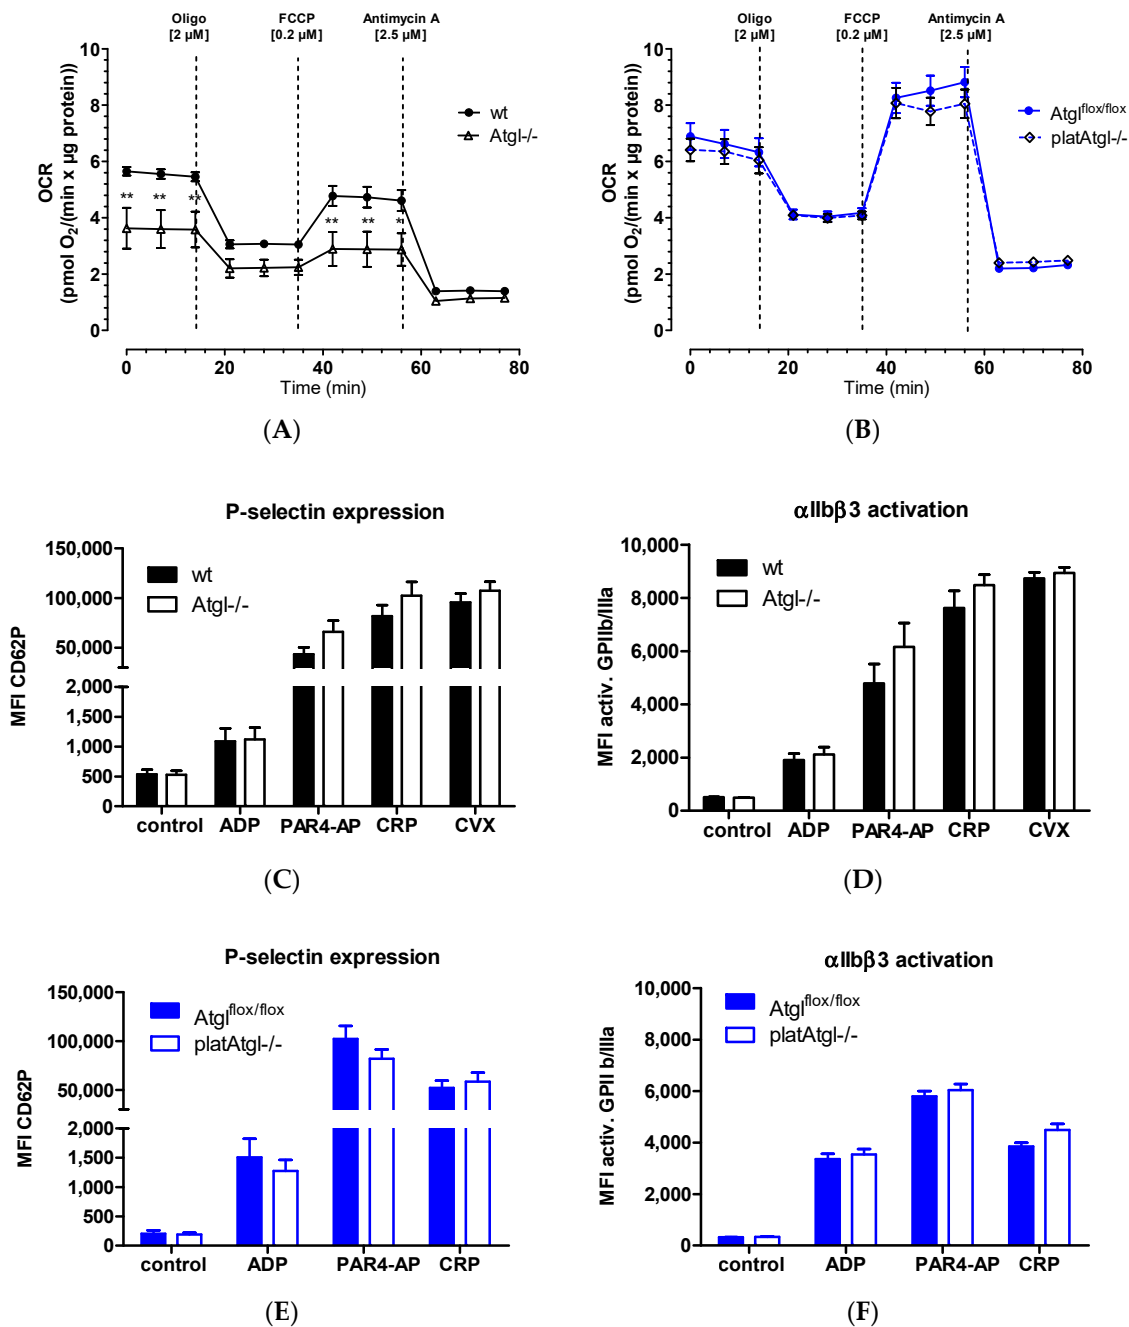 Oligo
[2 µM]
FCCP
[0.2 µM]
Antimycin A
[2.5 µM]
10
8
6
4
2
0
OCR
(pmol O₂/(min x µg protein))
wt
Atgl-/-
** ** **
** ** *
0 20 40 60 80
Time (min)
(A)
Oligo
[2 µM]
FCCP
[0.2 µM]
Antimycin A
[2.5 µM]
10
8
6
4
2
0
OCR
(pmol O₂/(min x µg protein))
Atgl^flox/flox
platAtgl-/-
0 20 40 60 80
Time (min)
(B)
P-selectin expression
150,000
100,000
50,000
2,000
1,500
1,000
500
0
MFI CD62P
wt
Atgl-/-
control ADP PAR4-AP CRP CVX
(C)
αIIbβ3 activation
10,000
8,000
6,000
4,000
2,000
0
MFI activ. GPIIb/IIIa
wt
Atgl-/-
control ADP PAR4-AP CRP CVX
(D)
P-selectin expression
150,000
100,000
50,000
2,000
1,500
1,000
500
0
MFI CD62P
Atgl^flox/flox
platAtgl-/-
control ADP PAR4-AP CRP
(E)
αIIbβ3 activation
10,000
8,000
6,000
4,000
2,000
0
MFI activ. GPII b/IIIa
Atgl^flox/flox
platAtgl-/-
control ADP PAR4-AP CRP
(F)